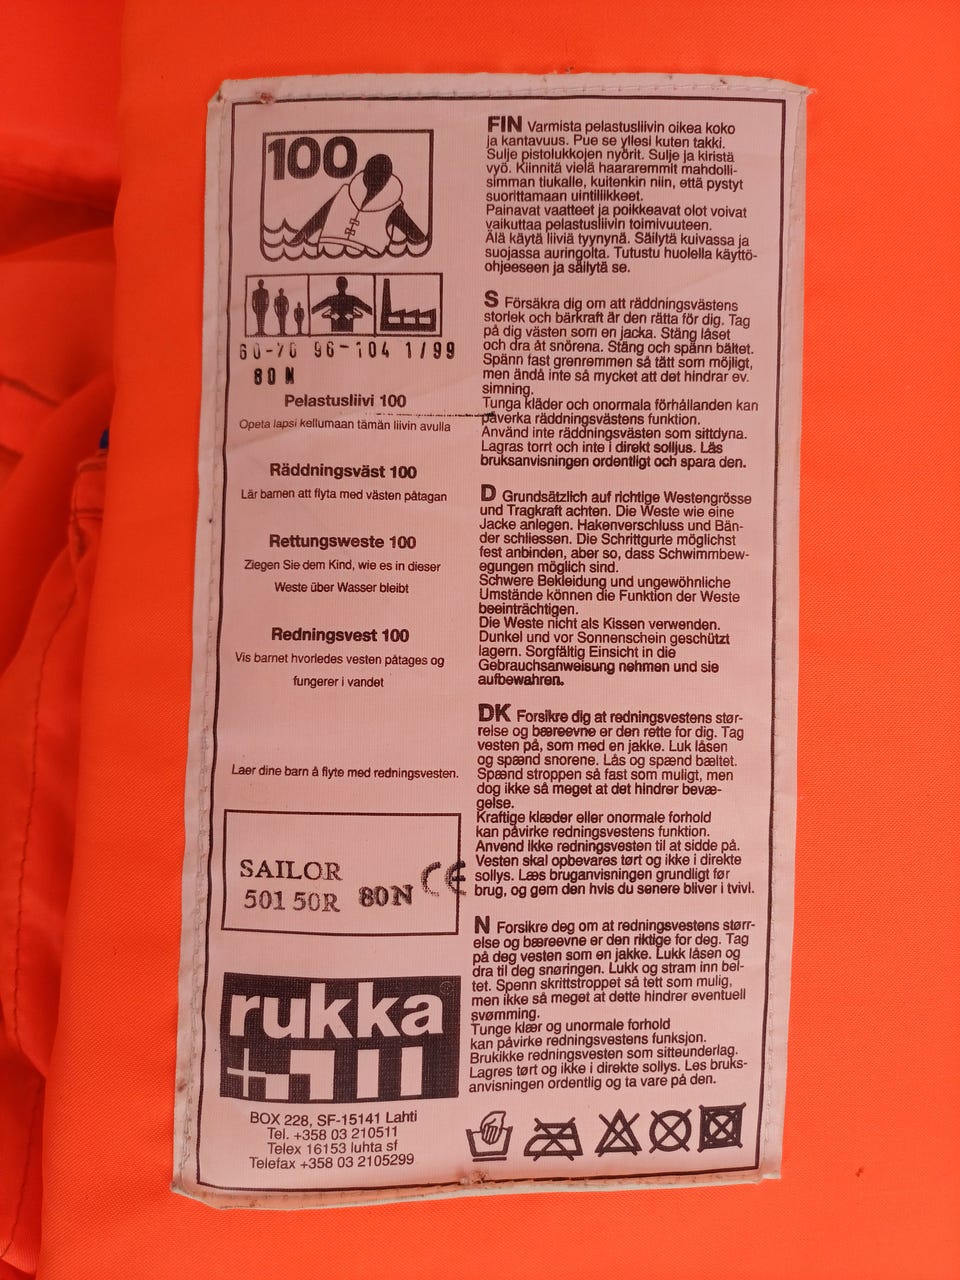 100
60-70 96-104 1/99
80 N
Pelastusliivi 100
Opeta lapsi kellumaan tämän liivin avulla
Räddningsväst 100
Lär barnen att flyta med västen påtagan
Rettungsweste 100
Ziegen Sie dem Kind, wie es in dieser
Weste über Wasser bleibt
Redningsvest 100
Vis barnet hvorledes vesten påtages og
fungerer i vandet
Laer dine barn å flyte med redningsvesten.
SAILOR
501 50R 80N CE
rukka
BOX 228, SF-15141 Lahti
Tel. +358 03 210511
Telex 16153 luhta sf
Telefax +358 03 2105299
FIN Varmista pelastusliivin oikea koko
ja kantavuus. Pue se yllesi kuten takki.
Sulje pistolukkojen nyörit. Sulje ja kiristä
vyö. Kiinnitä vielä haararemmit mahdolli-
simman tiukalle, kuitenkin niin, että pystyt
suorittamaan uintiliikkeet.
Painavat vaatteet ja poikkeavat olot voivat
vaikuttaa pelastusliivin toimivuuteen.
Älä käytä liiviä tyynynä. Säilytä kuivassa ja
suojassa auringolta. Tutustu huolella käyttö-
ohjeeseen ja säilytä se.
S Försäkra dig om att räddningsvästens
storlek och bärkraft är den rätta för dig. Tag
på dig västen som en jacka. Stäng låset
och dra åt snörena. Stäng och spänn bältet.
Spänn fast grenremmen så tätt som möjligt,
men ändå inte så mycket att det hindrar ev.
simning.
Tunga kläder och onormala förhållanden kan
påverka räddningsvästens funktion.
Använd inte räddningsvästen som sittdyna.
Lagras torrt och inte i direkt solljus. Läs
bruksanvisningen ordentligt och spara den.
D Grundsätzlich auf richtige Westengrösse
und Tragkraft achten. Die Weste wie eine
Jacke anlegen. Hakenverschluss und Bän-
der schliessen. Die Schrittgurte möglichst
fest anbinden, aber so, dass Schwimmbew-
egungen möglich sind.
Schwere Bekleidung und ungewöhnliche
Umstände können die Funktion der Weste
beeinträchtigen.
Die Weste nicht als Kissen verwenden.
Dunkel und vor Sonnenschein geschützt
lagern. Sorgfältig Einsicht in die
Gebrauchsanweisung nehmen und sie
aufbewahren.
DK Forsikre dig at redningsvestens stør-
relse og bæreevne er den rette for dig. Tag
vesten på, som med en jakke. Luk låsen
og spænd snorene. Lås og spænd bæltet.
Spænd stroppen så fast som muligt, men
dog ikke så meget at det hindrer bevæ-
gelse.
Kraftige klæder eller onormale forhold
kan påvirke redningsvestens funktion.
Anvend ikke redningsvesten til at sidde på.
Vesten skal opbevares tørt og ikke i direkte
sollys. Læs bruganvisningen grundligt før
brug, og gem den hvis du senere bliver i tvivl.
N Forsikre deg om at redningsvestens størr-
else og bæreevne er den riktige for deg. Tag
på deg vesten som en jakke. Lukk låsen og
dra til deg snøringen. Lukk og stram inn bel-
tet. Spenn skrittstroppet så tett som mulig,
men ikke så meget at dette hindrer eventuell
svømming.
Tunge klær og unormale forhold
kan påvirke redningsvestens funksjon.
Brukikke redningsvesten som sitteunderlag.
Lagres tørt og ikke i direkte sollys. Les bruks-
anvisningen ordentlig og ta vare på den.